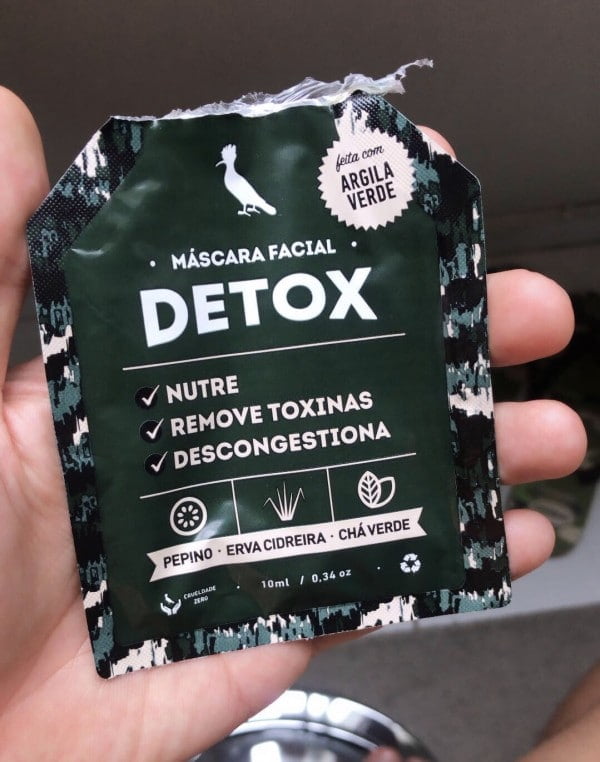 feita com
ARGILA
VERDE
• MÁSCARA FACIAL •
DETOX
NUTRE
REMOVE TOXINAS
DESCONGESTIONA
PEPINO • ERVA CIDREIRA • CHÁ VERDE
CRUELDADE
ZERO
10ml / 0,34 oz